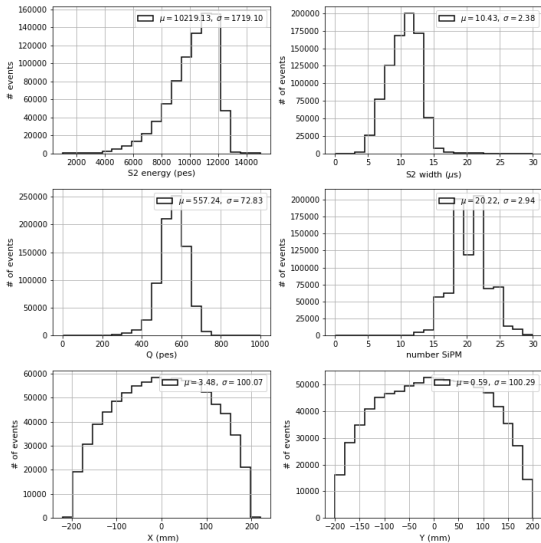 160000
140000
120000
100000
80000
60000
40000
20000
0
# events
μ = 10219.13, σ = 1719.10
2000 4000 6000 8000 10000 12000 14000
S2 energy (pes)
200000
175000
150000
125000
100000
75000
50000
25000
0
# of events
μ = 10.43, σ = 2.38
0 5 10 15 20 25 30
S2 width (μs)
250000
200000
150000
100000
50000
0
# of events
μ = 557.24, σ = 72.83
0 200 400 600 800 1000
Q (pes)
200000
175000
150000
125000
100000
75000
50000
25000
0
# of events
μ = 20.22, σ = 2.94
0 5 10 15 20 25 30
number SiPM
60000
50000
40000
30000
20000
10000
0
# of events
μ = 3.48, σ = 100.07
−200 −100 0 100 200
X (mm)
50000
40000
30000
20000
10000
0
# of events
μ = 0.59, σ = 100.29
−200 −150 −100 −50 0 50 100 150 200
Y (mm)